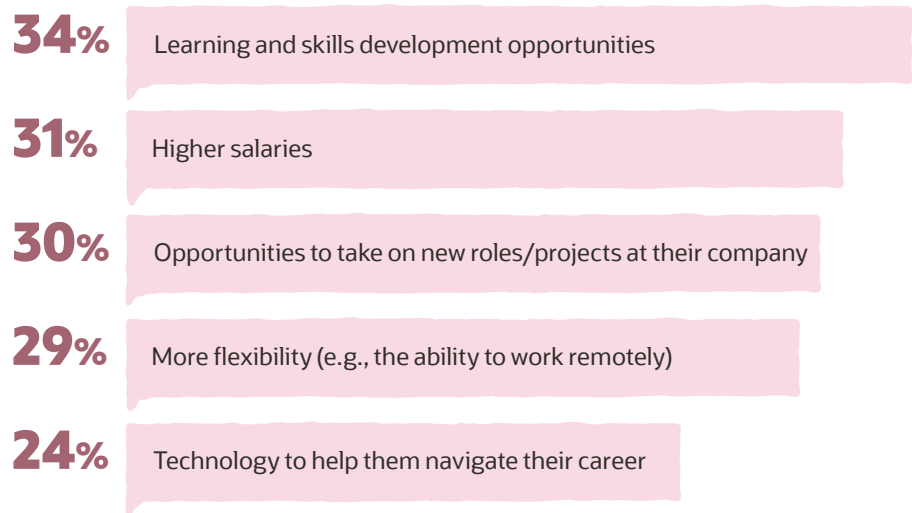 34% Learning and skills development opportunities
31% Higher salaries
30% Opportunities to take on new roles/projects at their company
29% More flexibility (e.g., the ability to work remotely)
24% Technology to help them navigate their career